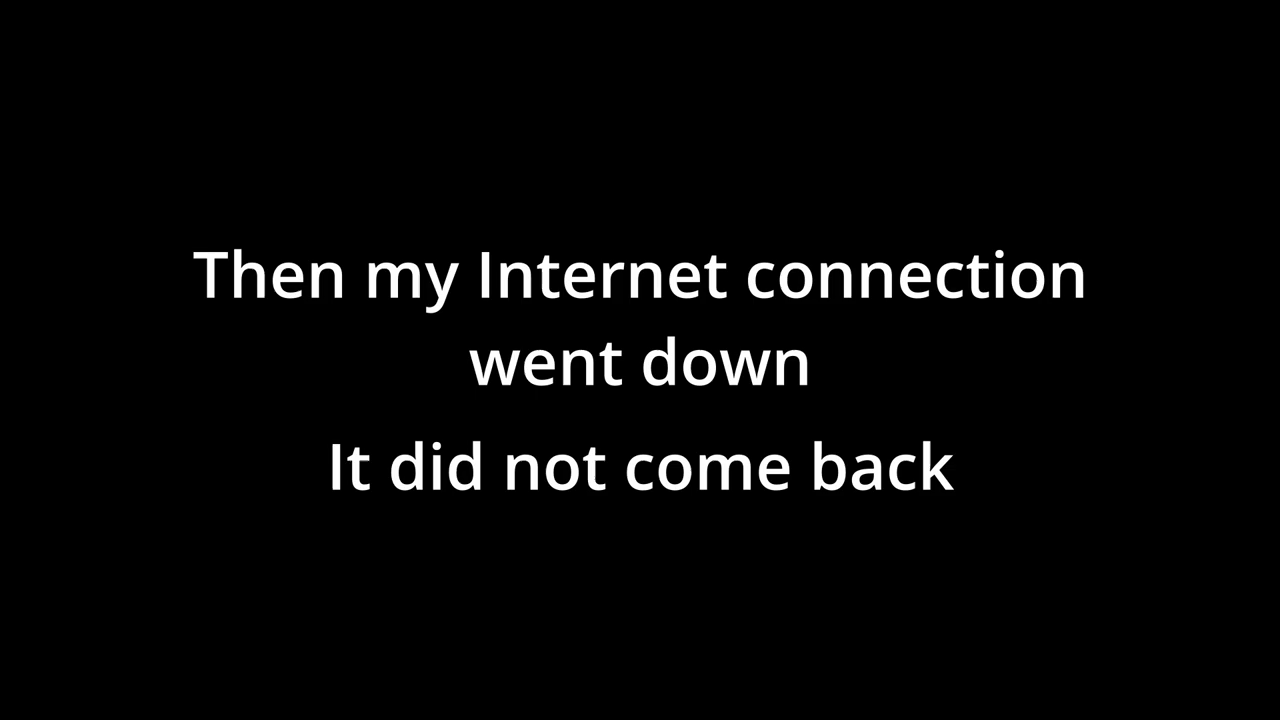 Then my Internet connection
went down
It did not come back